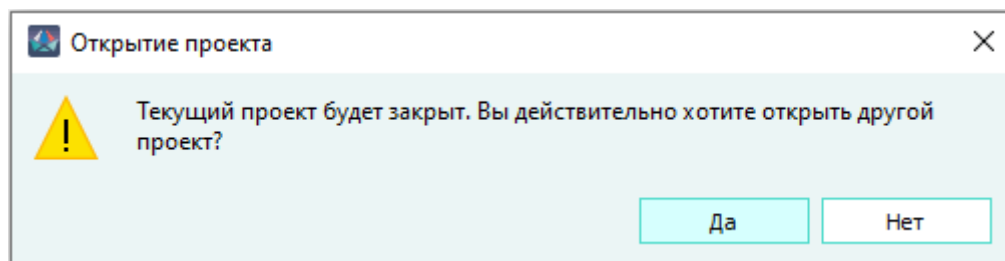 Открытие проекта
Текущий проект будет закрыт. Вы действительно хотите открыть другой
проект?
Да
Нет